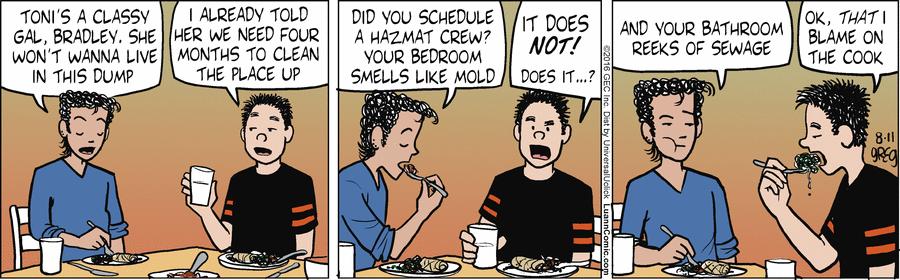 TONI'S A CLASSY
GAL, BRADLEY. SHE
WON'T WANNA LIVE
IN THIS DUMP
I ALREADY TOLD
HER WE NEED FOUR
MONTHS TO CLEAN
THE PLACE UP
DID YOU SCHEDULE
A HAZMAT CREW?
YOUR BEDROOM
SMELLS LIKE MOLD
IT DOES
NOT!
DOES IT...?
©2016 GEC Inc. Dist by UniversalUclick LuannComic.com
AND YOUR BATHROOM
REEKS OF SEWAGE
OK, THAT I
BLAME ON
THE COOK
8-11
GREG